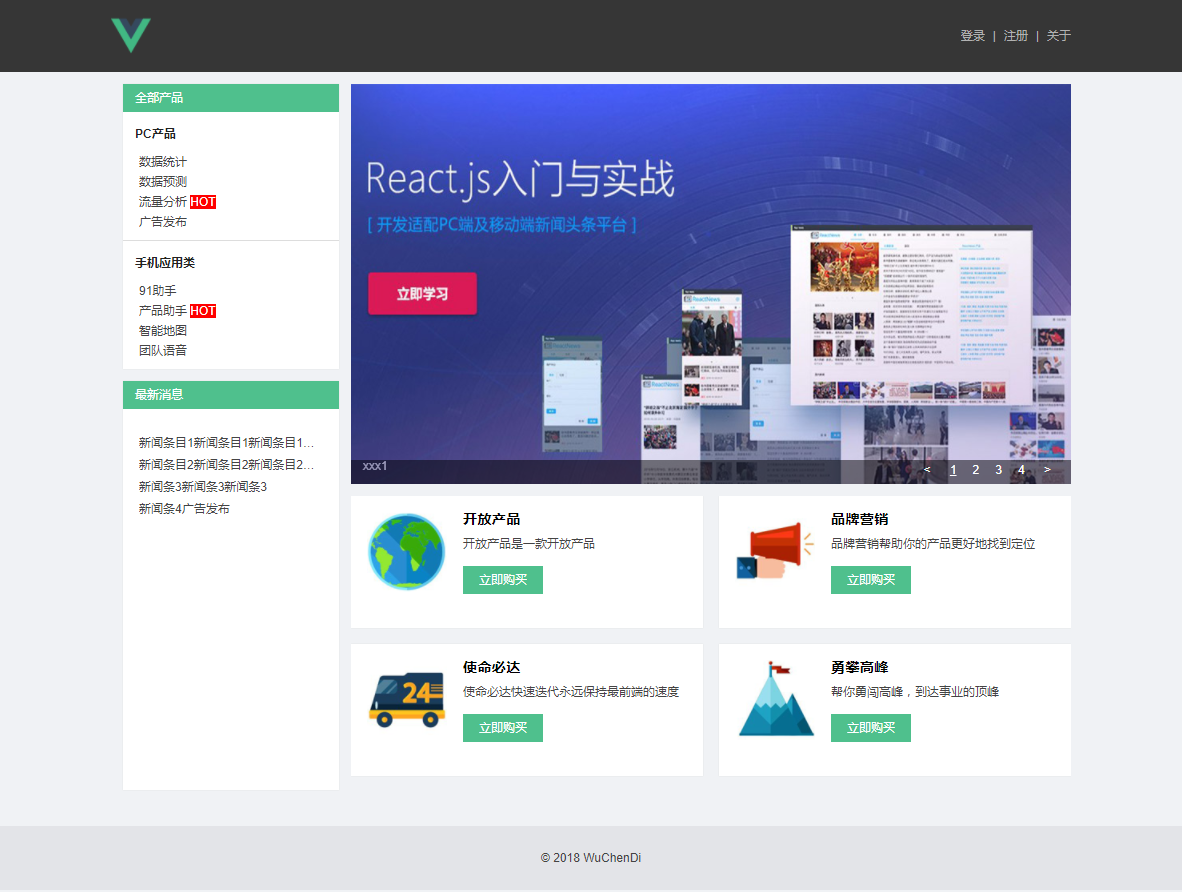 登录 | 注册 | 关于
全部产品
PC产品
数据统计
数据预测
流量分析 HOT
广告发布
手机应用类
91助手
产品助手 HOT
智能地图
团队语音
最新消息
新闻条目1新闻条目1新闻条目1...
新闻条目2新闻条目2新闻条目2...
新闻条3新闻条3新闻条3
新闻条4广告发布
React.js入门与实战
[ 开发适配PC端及移动端新闻头条平台 ]
立即学习
ReactNews
ReactNews
ReactNews
xxx1
< 1 2 3 4 >
开放产品
开放产品是一款开放产品
立即购买
品牌营销
品牌营销帮助你的产品更好地找到定位
立即购买
24
使命必达
使命必达快速迭代永远保持最前端的速度
立即购买
勇攀高峰
帮你勇闯高峰，到达事业的顶峰
立即购买
© 2018 WuChenDi